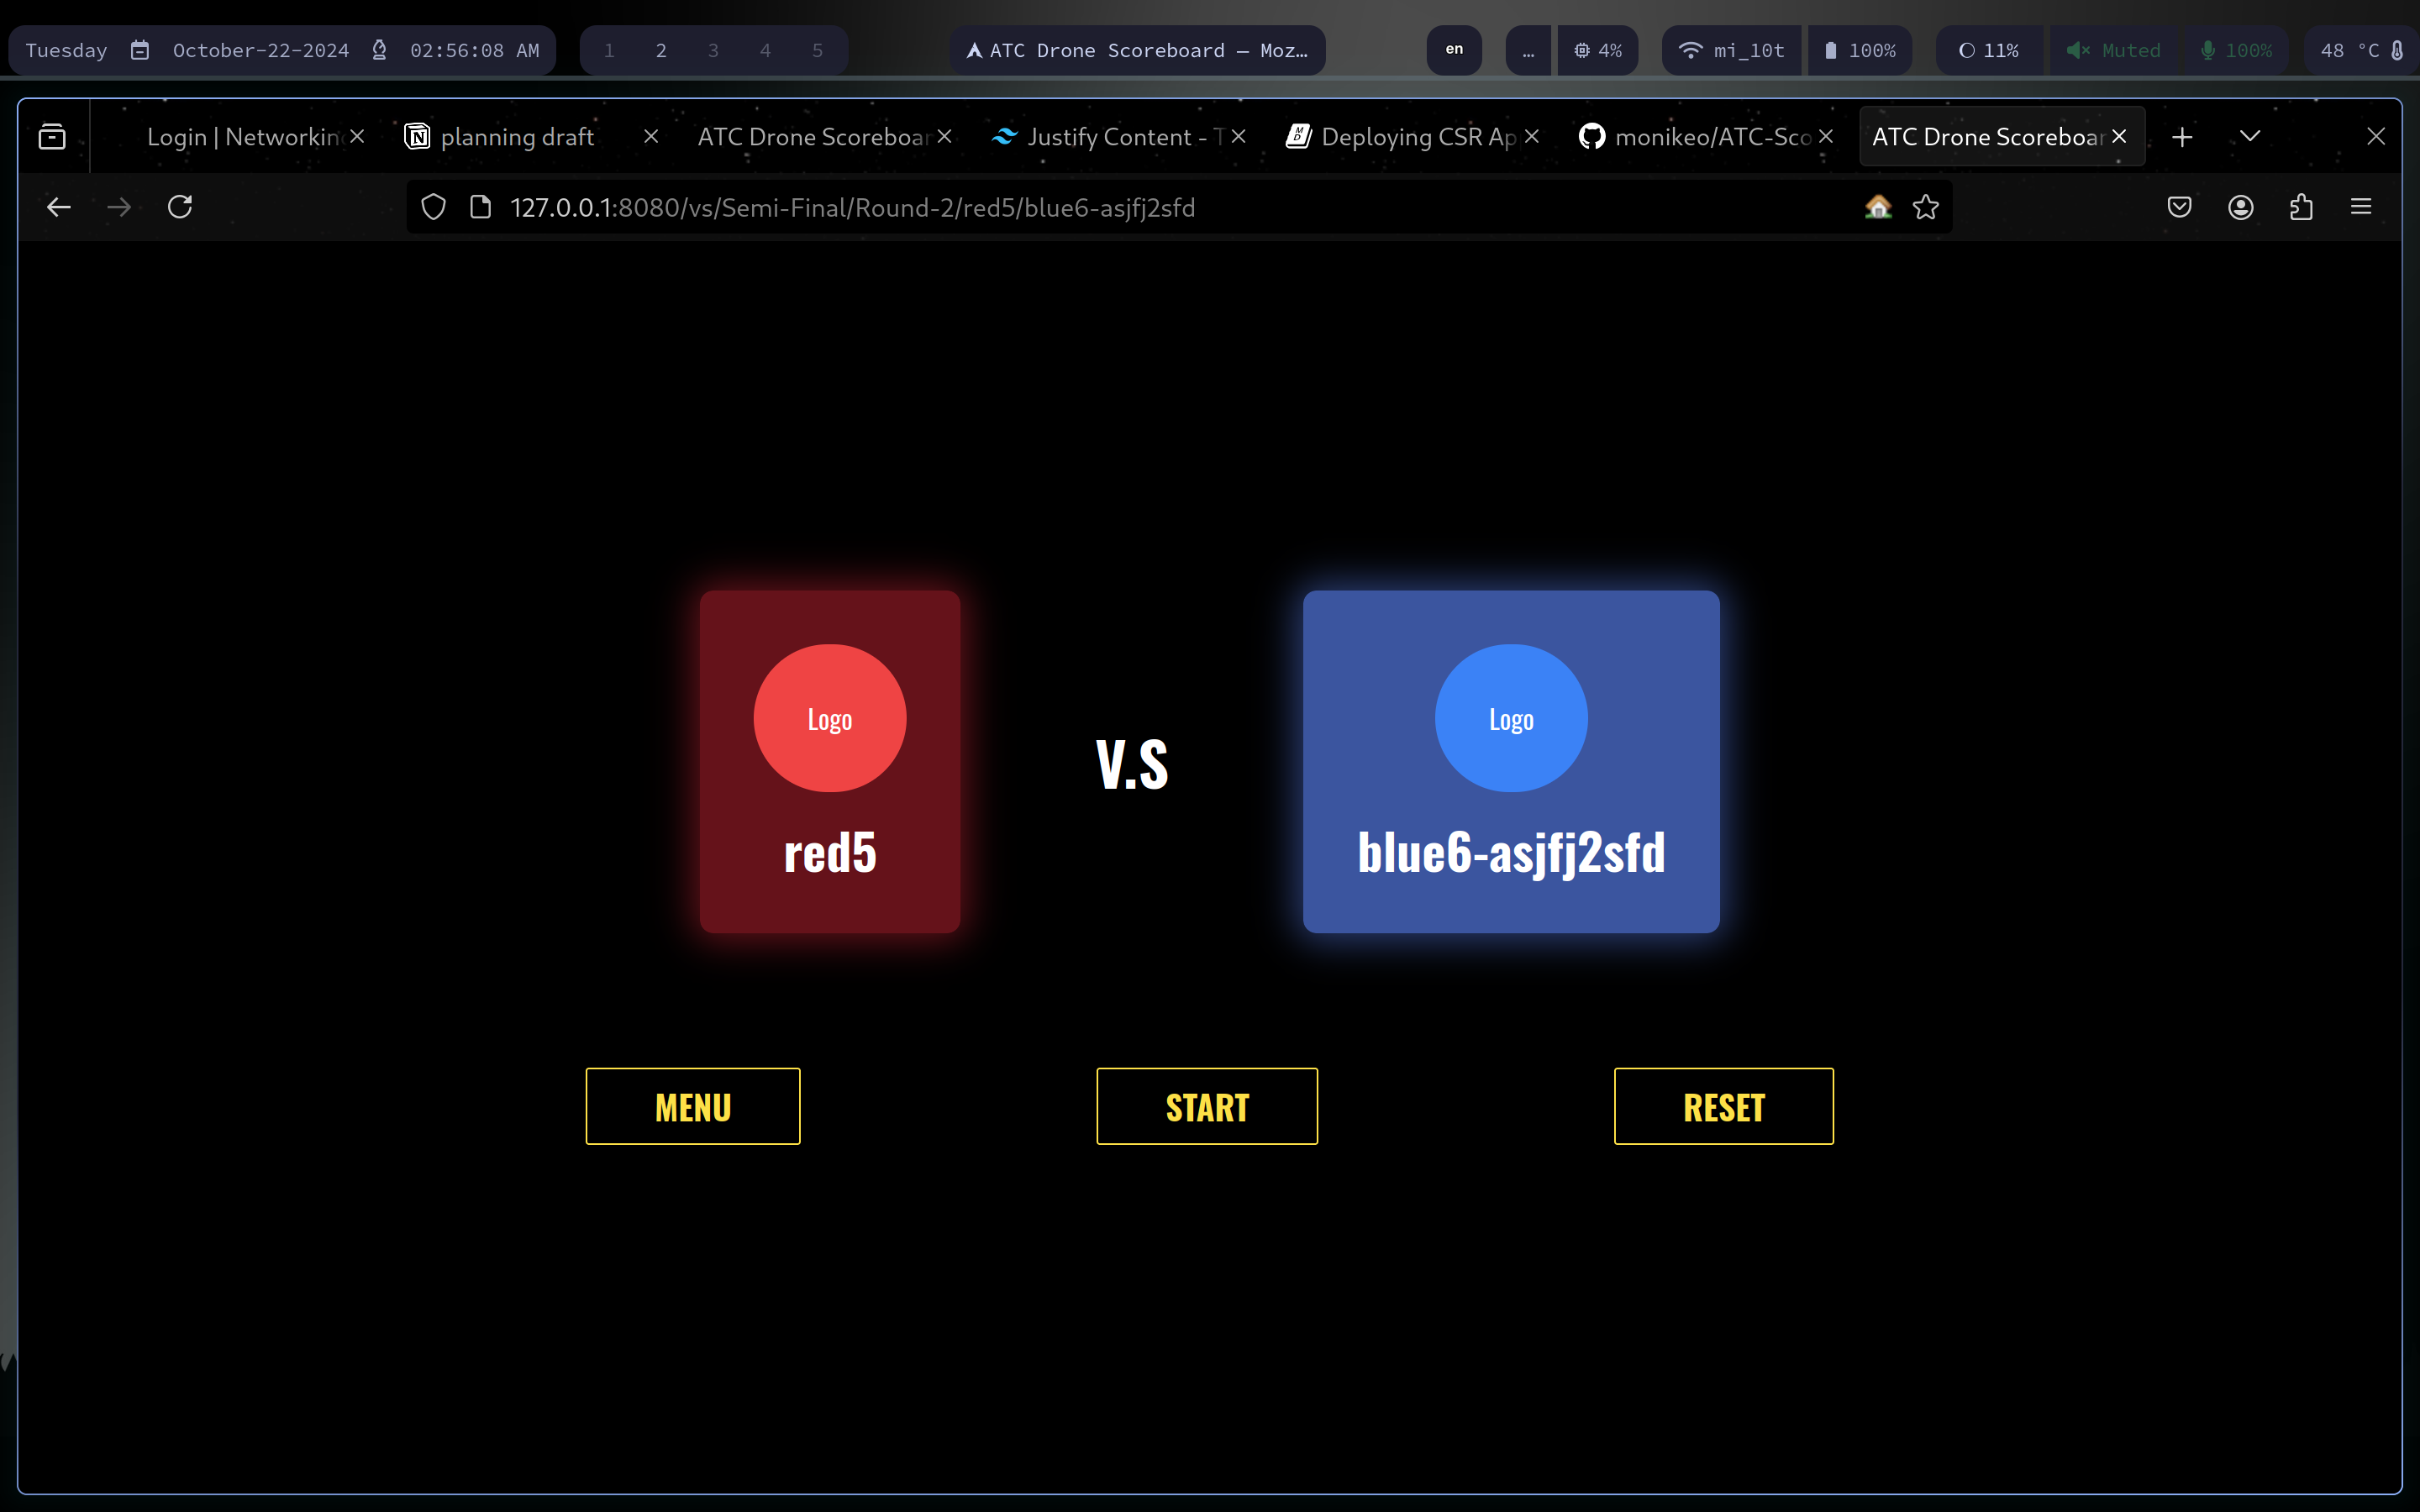 Tuesday October-22-2024 02:56:08 AM 1 2 3 4 5 ATC Drone Scoreboard — Moz… en … 4% mi_10t 100% 11% Muted 100% 48 °C
Login | Networkin planning draft ATC Drone Scoreboar Justify Content - T Deploying CSR Ap monikeo/ATC-Sco ATC Drone Scoreboar
127.0.0.1:8080/vs/Semi-Final/Round-2/red5/blue6-asjfj2sfd
Logo Logo
V.S
red5 blue6-asjfj2sfd
MENU START RESET